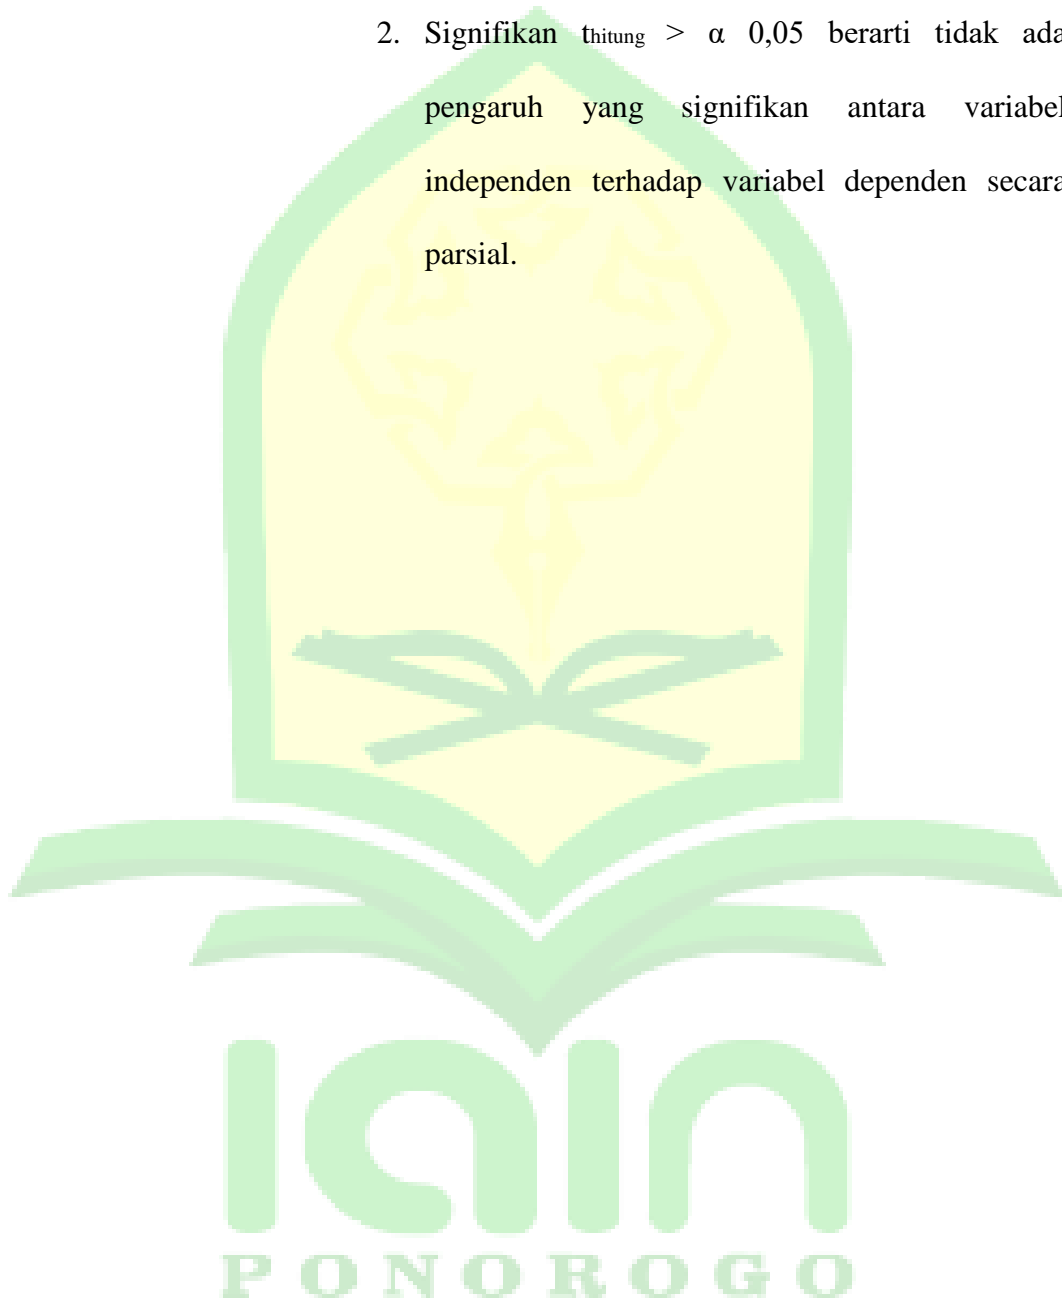 2. Signifikan thitung > α 0,05 berarti tidak ada
pengaruh yang signifikan antara variabel
independen terhadap variabel dependen secara
parsial.
iain
PONOROGO